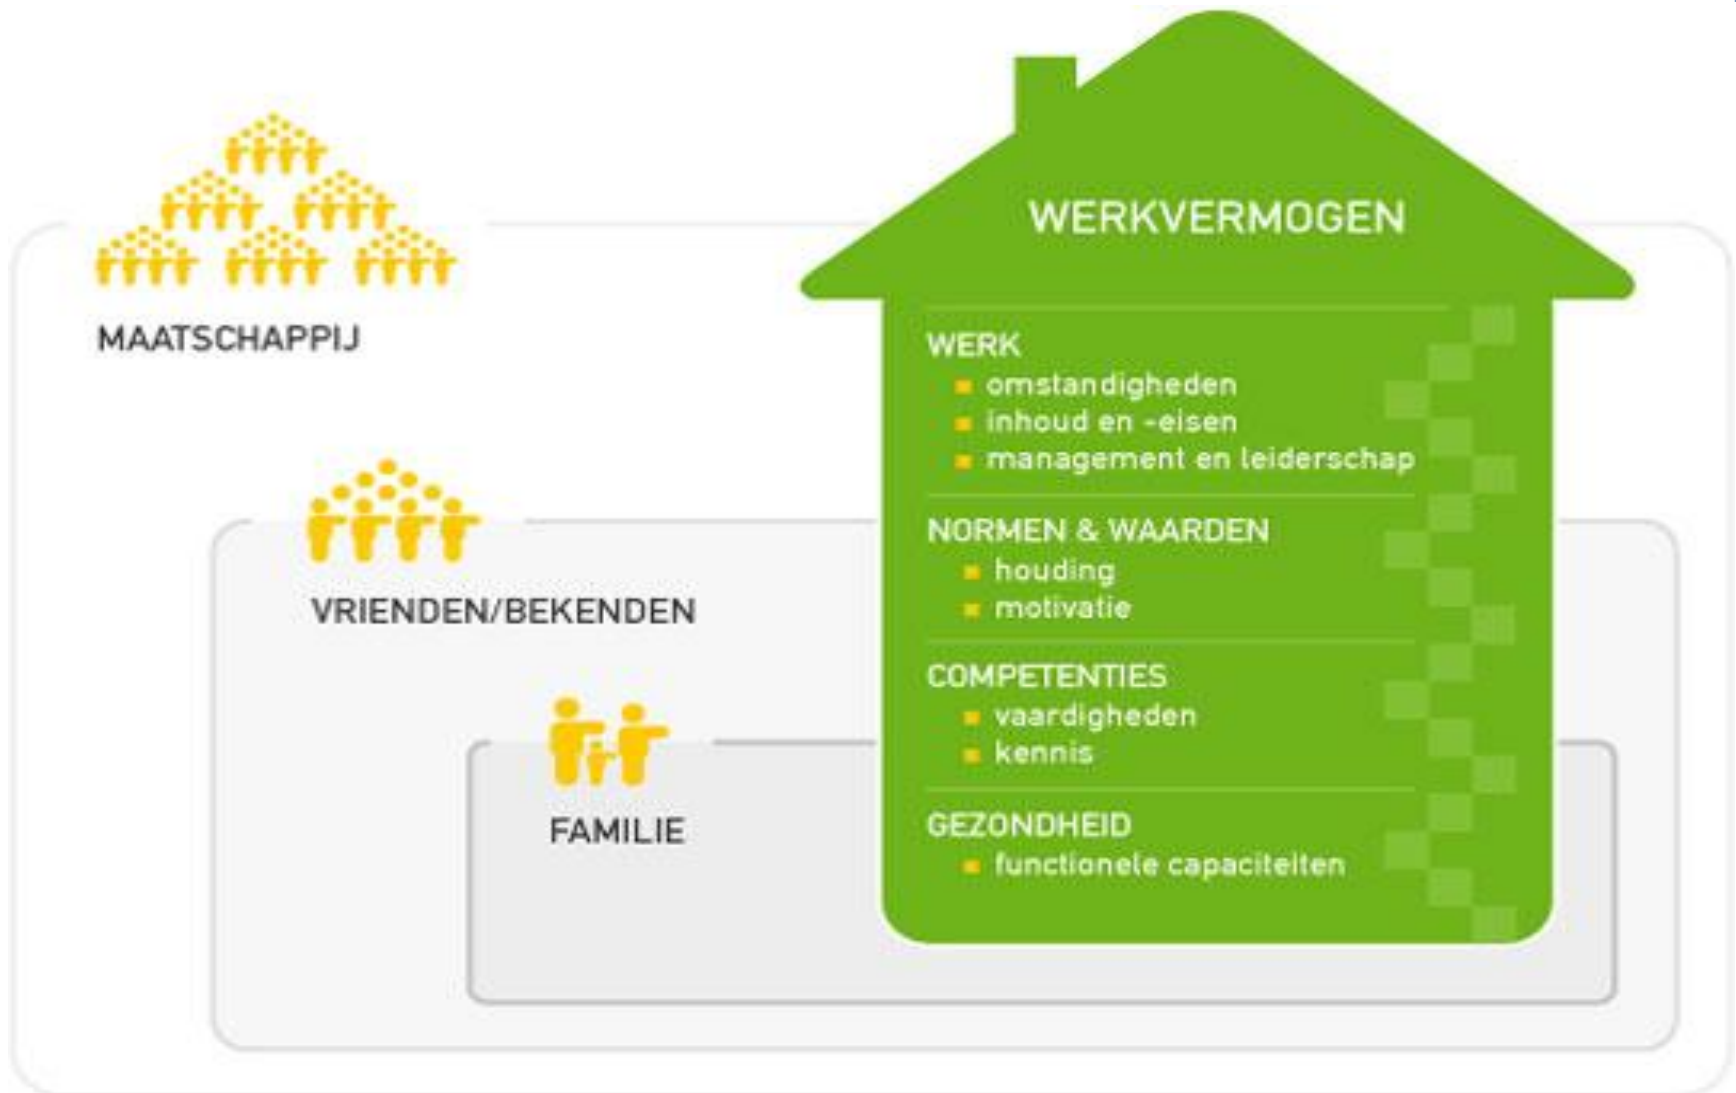 WERKVERMOGEN
MAATSCHAPPIJ
VRIENDEN/BEKENDEN
FAMILIE
WERK
omstandigheden
inhoud en -eisen
management en leiderschap
NORMEN & WAARDEN
houding
motivatie
COMPETENTIES
vaardigheden
kennis
GEZONDHEID
functionele capaciteiten